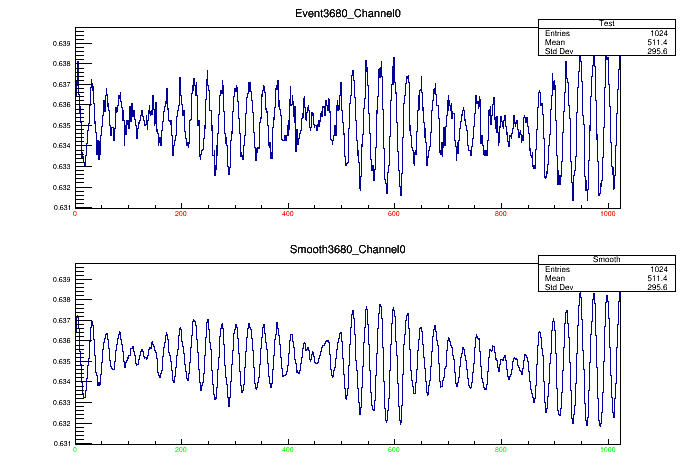 Event3680_Channel0
Test
Entries 1024
Mean 511.4
Std Dev 295.6
0.639
0.638
0.637
0.636
0.635
0.634
0.633
0.632
0.631
0 200 400 600 800 1000
Smooth3680_Channel0
Smooth
Entries 1024
Mean 511.4
Std Dev 295.6
0.639
0.638
0.637
0.636
0.635
0.634
0.633
0.632
0.631
0 200 400 600 800 1000